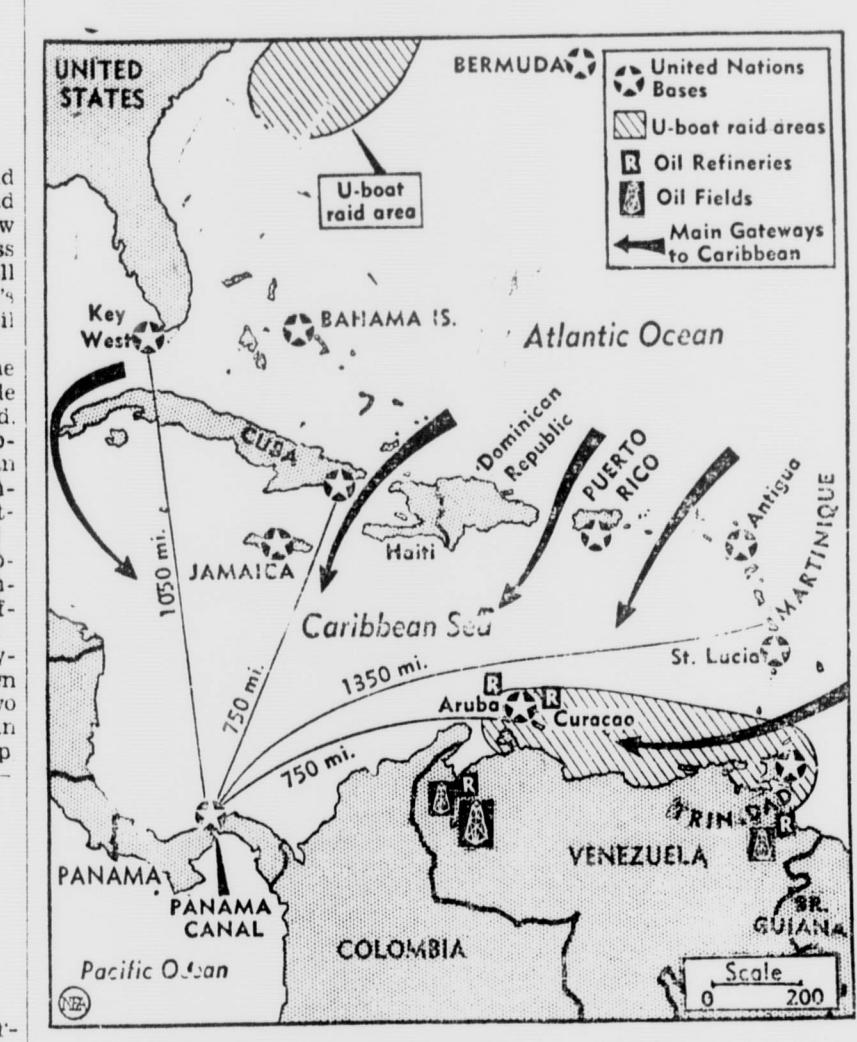 UNITED
STATES
BERMUDA
United Nations
Bases
U-boat raid areas
R Oil Refineries
Oil Fields
Main Gateways
to Caribbean
U-boat
raid area
Key
West
BAHAMA IS.
Atlantic Ocean
CUBA
Dominican
Republic
PUERTO
RICO
Antigua
MARTINIQUE
JAMAICA
Haiti
1050 mi.
Caribbean Sea
750 mi.
1350 mi.
St. Lucia
R
Aruba
R
Curacao
750 mi.
R
TRINIDAD
R
VENEZUELA
PANAMA
PANAMA
CANAL
COLOMBIA
BR.
GUIANA
Pacific Ocean
Scale
0 200
NEA